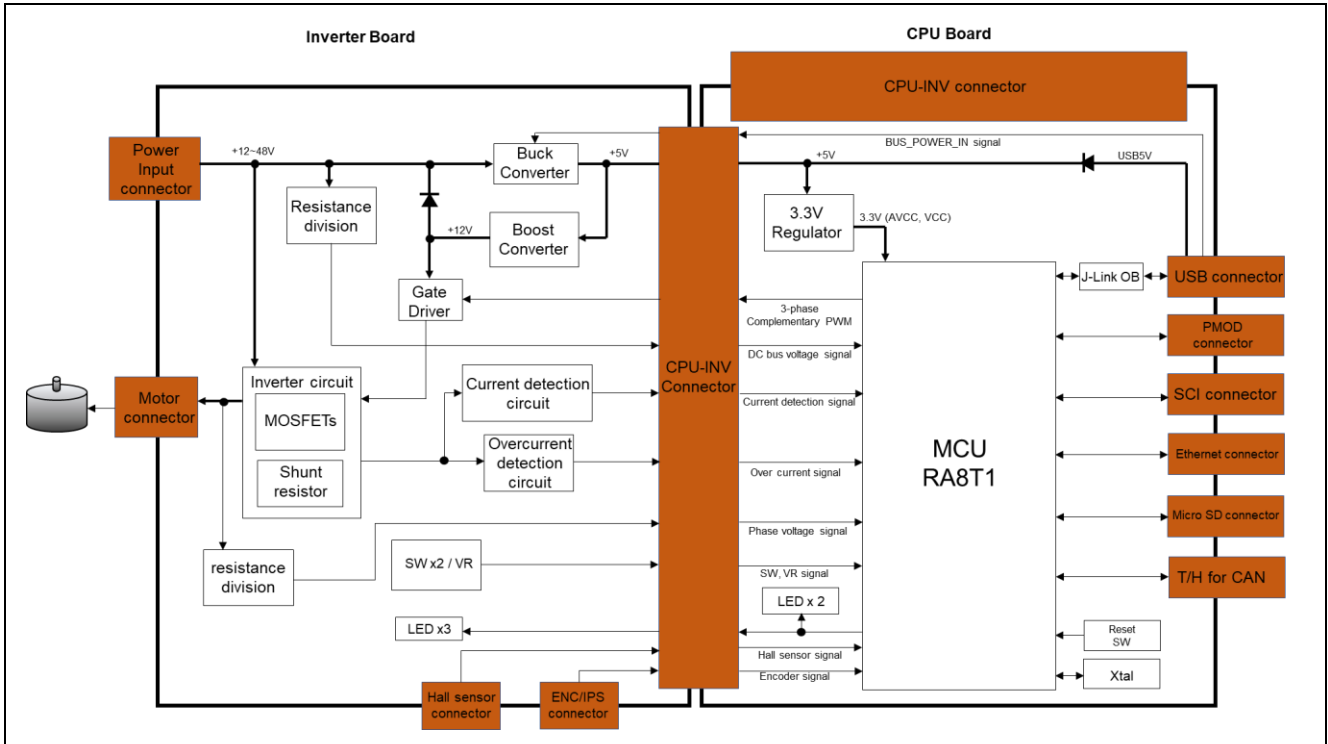 Inverter Board
CPU Board
CPU-INV connector
Power
Input
connector
+12~48V
Buck
Converter
+5V
BUS_POWER_IN signal
+5V
USB5V
Resistance
division
+12V
Boost
Converter
3.3V
Regulator
3.3V (AVCC, VCC)
Gate
Driver
J-Link OB
USB connector
3-phase
Complementary PWM
PMOD
connector
DC bus voltage signal
CPU-INV
Connector
Motor
connector
Inverter circuit
MOSFETs
Shunt
resistor
Current detection
circuit
Current detection signal
SCI connector
MCU
RA8T1
Overcurrent
detection
circuit
Over current signal
Ethernet connector
Phase voltage signal
Micro SD connector
resistance
division
SW x2 / VR
SW, VR signal
T/H for CAN
LED x 2
LED x3
Reset
SW
Hall sensor signal
Encoder signal
Xtal
Hall sensor
connector
ENC/IPS
connector